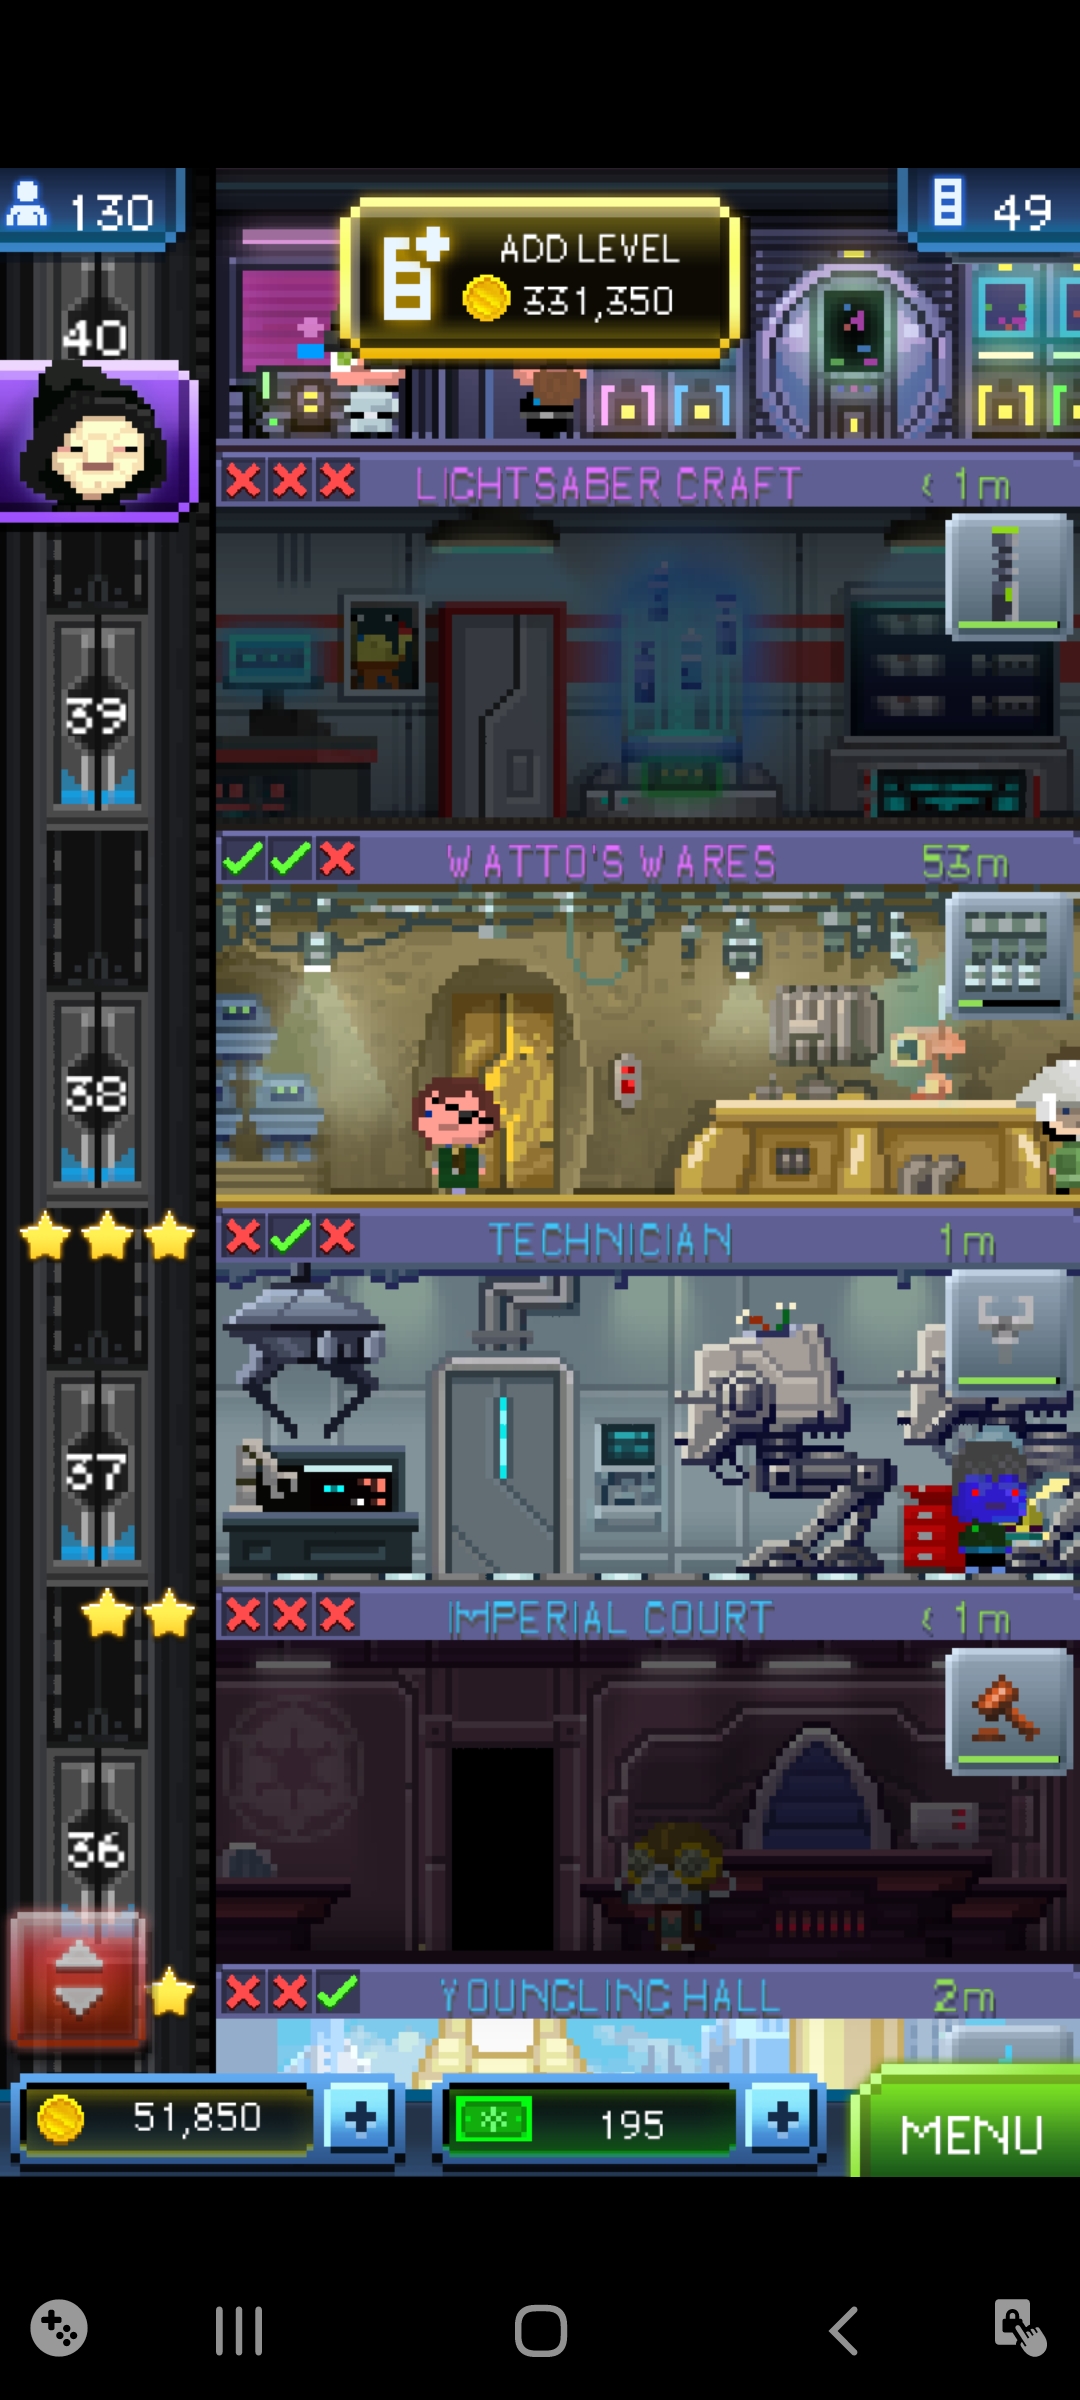 130
ADD LEVEL
331,350
49
40
LIGHTSABER CRAFT
< 1m
39
WATTO'S WARES
53m
38
TECHNICIAN
1m
37
IMPERIAL COURT
< 1m
36
YOUNGLING HALL
2m
51,850
195
MENU